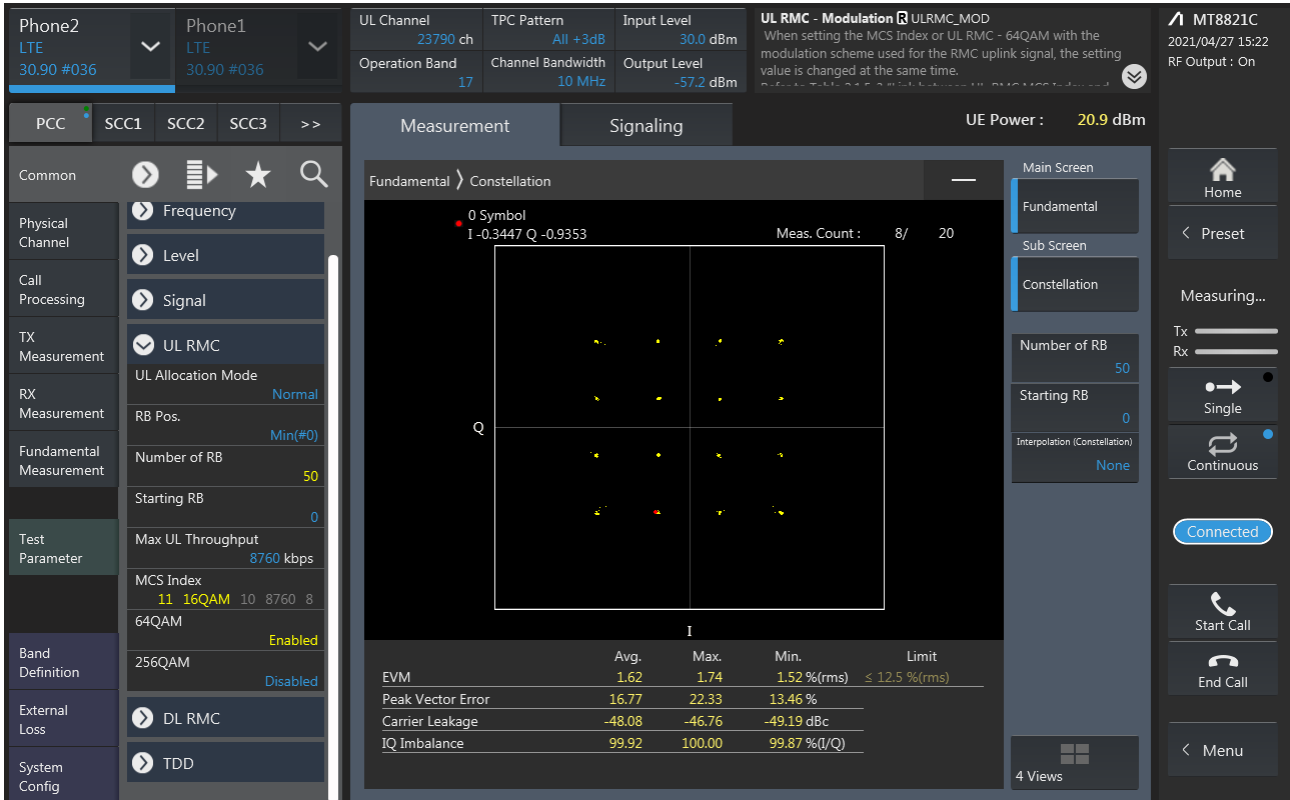 Phone2
LTE
30.90 #036
Phone1
LTE
30.90 #036
UL Channel
23790 ch
TPC Pattern
All +3dB
Input Level
30.0 dBm
Operation Band
17
Channel Bandwidth
10 MHz
Output Level
-57.2 dBm
UL RMC - Modulation R ULRMC_MOD
When setting the MCS Index or UL RMC - 64QAM with the
modulation scheme used for the RMC uplink signal, the setting
value is changed at the same time.
MT8821C
2021/04/27 15:22
RF Output : On
PCC
SCC1
SCC2
SCC3
>>
Measurement
Signaling
UE Power : 20.9 dBm
Common
Physical
Channel
Call
Processing
TX
Measurement
RX
Measurement
Fundamental
Measurement
Test
Parameter
Band
Definition
External
Loss
System
Config
Frequency
Level
Signal
UL RMC
UL Allocation Mode
Normal
RB Pos.
Min(#0)
Number of RB
50
Starting RB
0
Max UL Throughput
8760 kbps
MCS Index
11 16QAM 10 8760 8
64QAM
Enabled
256QAM
Disabled
DL RMC
TDD
Fundamental 〉 Constellation
0 Symbol
I -0.3447 Q -0.9353
Meas. Count : 8/ 20
Q
I
Avg. Max. Min. Limit
EVM 1.62 1.74 1.52 %(rms) ≤ 12.5 %(rms)
Peak Vector Error 16.77 22.33 13.46 %
Carrier Leakage -48.08 -46.76 -49.19 dBc
IQ Imbalance 99.92 100.00 99.87 %(I/Q)
Main Screen
Fundamental
Sub Screen
Constellation
Number of RB
50
Starting RB
0
Interpolation (Constellation)
None
4 Views
Home
< Preset
Measuring...
Tx
Rx
Single
Continuous
Connected
Start Call
End Call
< Menu